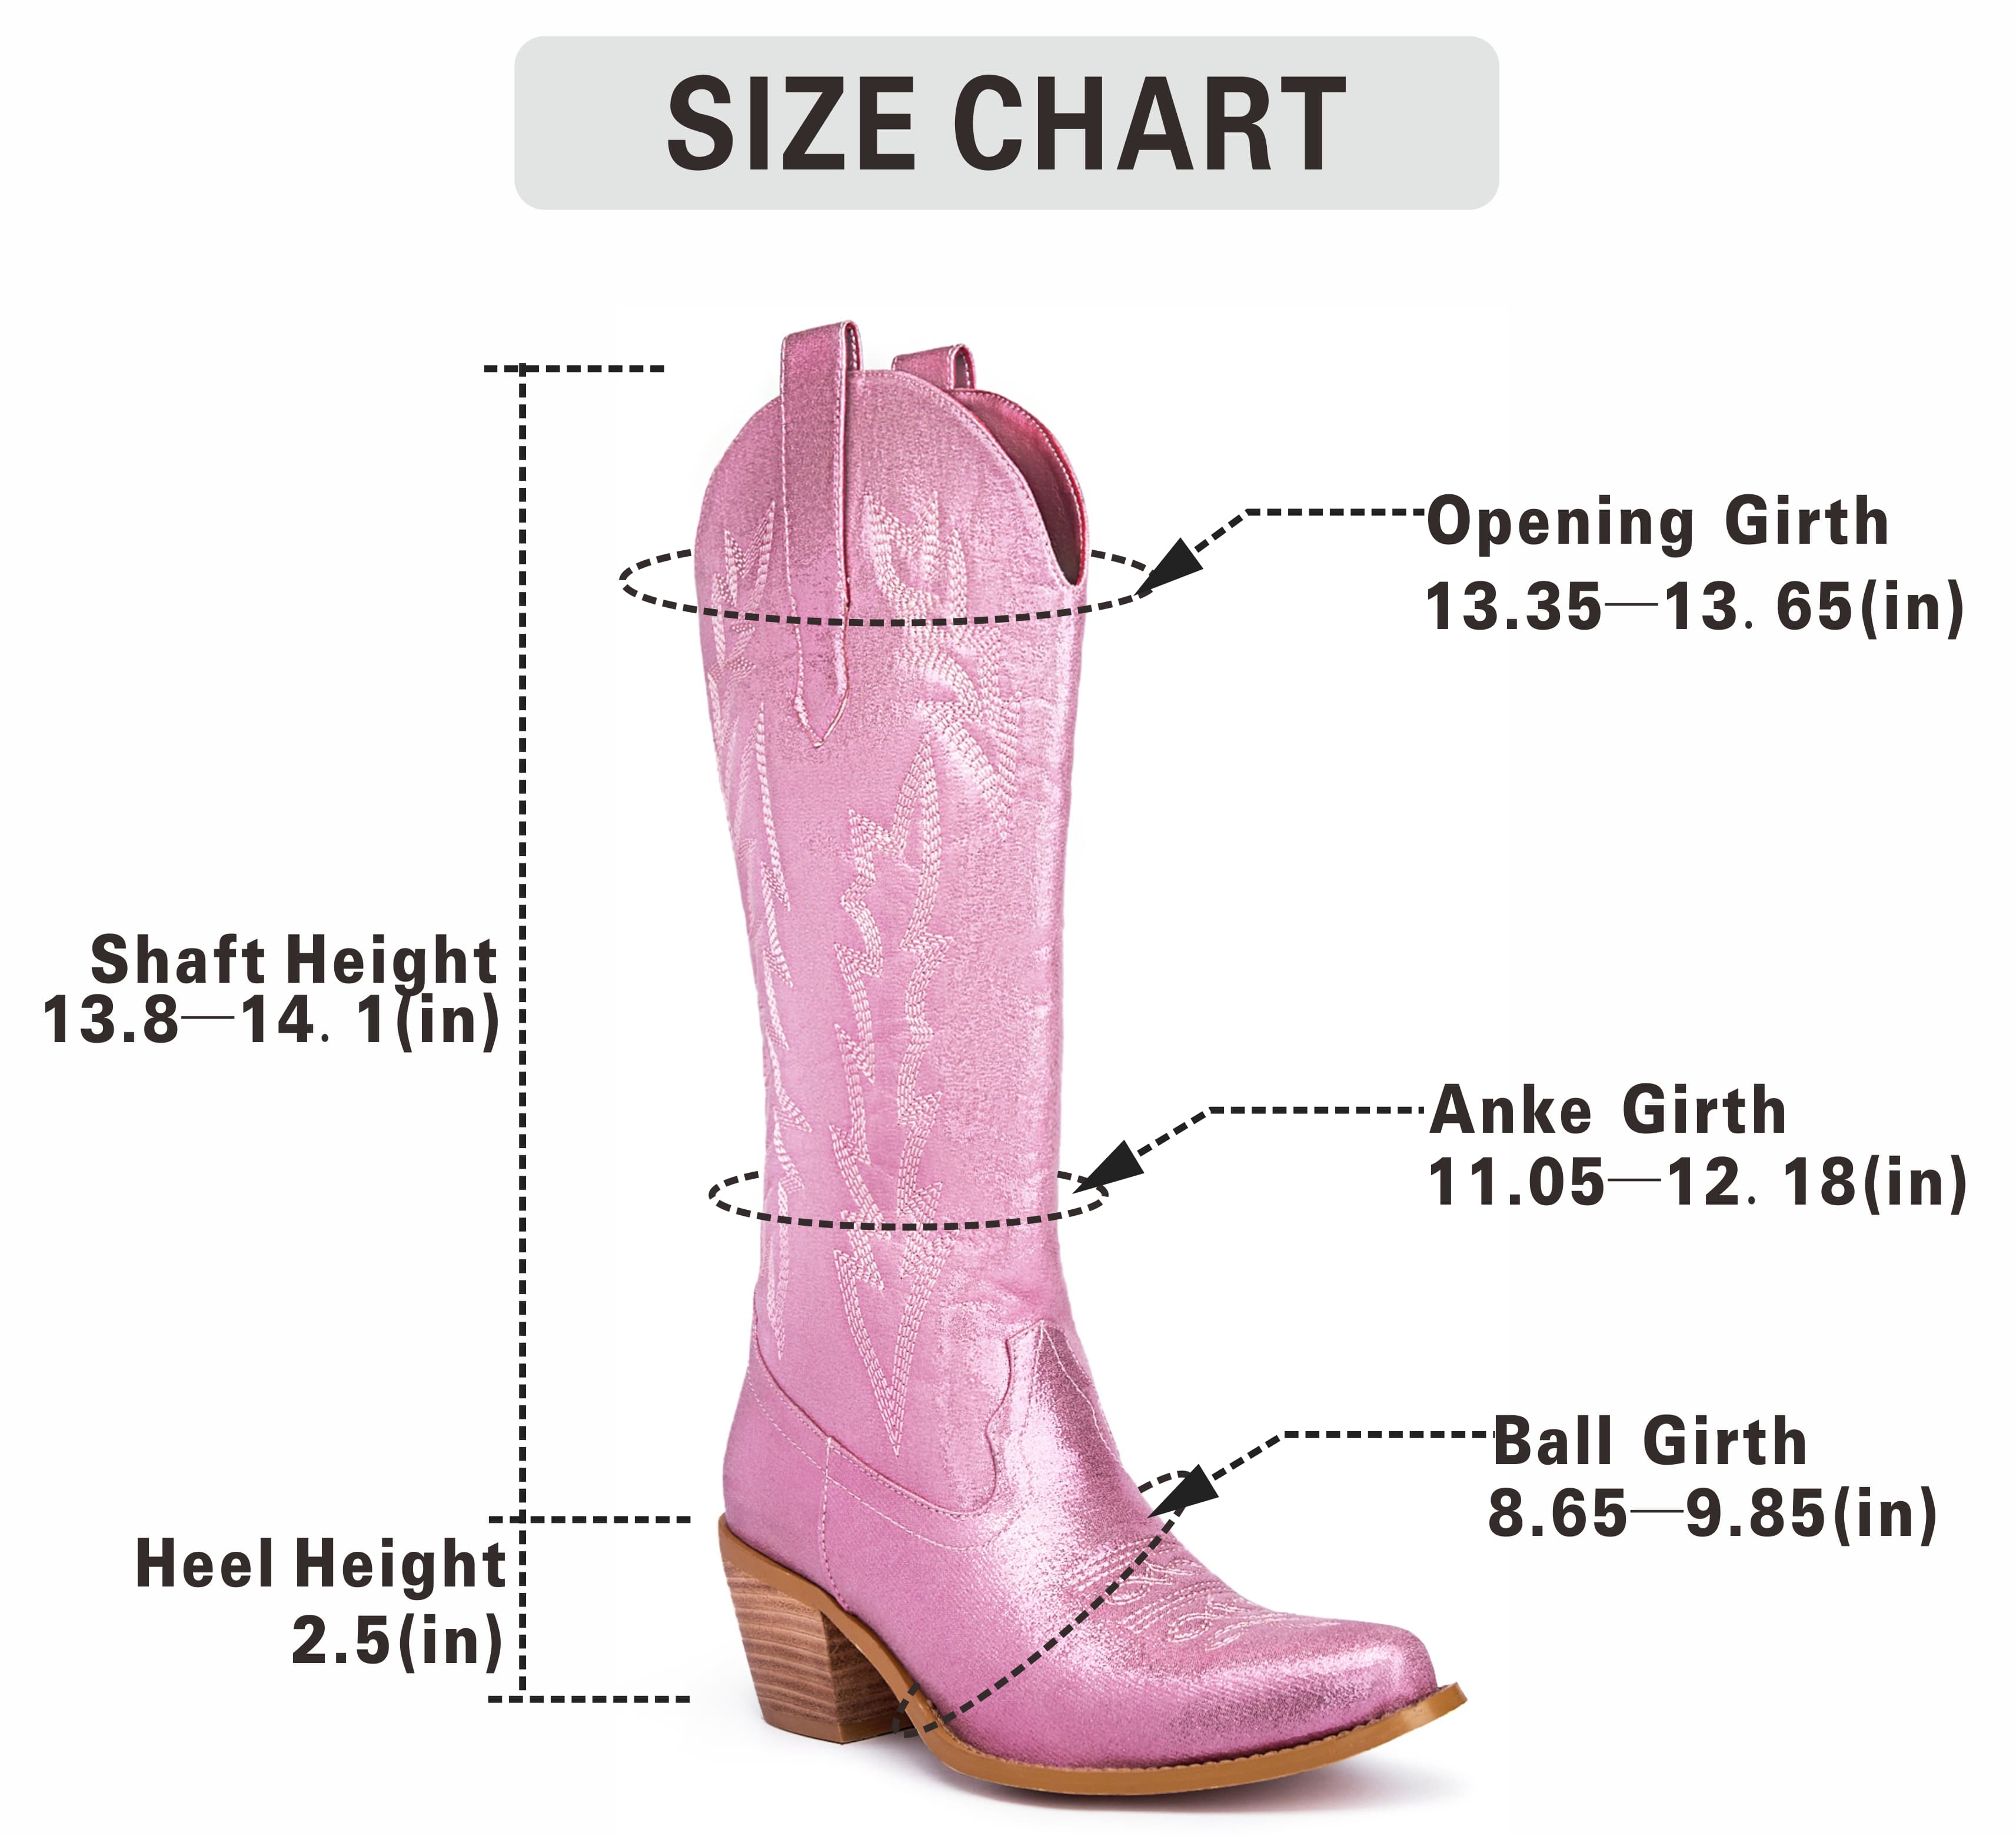 SIZE CHART
Opening Girth
13.35—13. 65(in)
Shaft Height
13.8—14. 1(in)
Anke Girth
11.05—12. 18(in)
Ball Girth
8.65—9.85(in)
Heel Height
2.5(in)